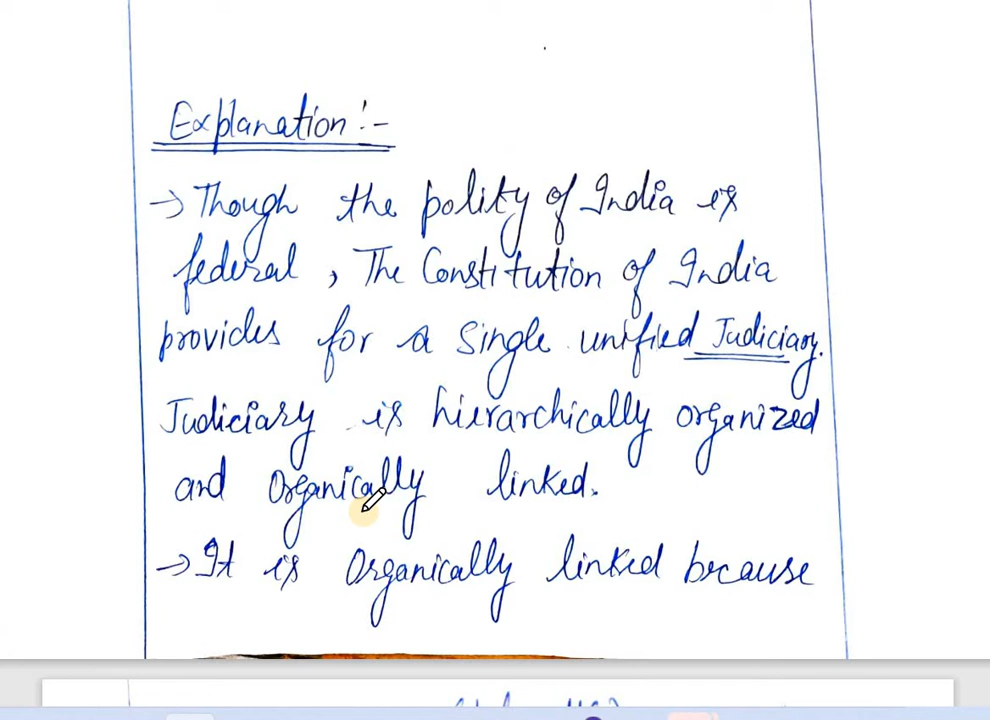 Explanation :-
→ Though the polity of India is
federal, The Constitution of India
provides for a Single unified Judiciary.
Judiciary is hierarchically organized
and Organically linked.
→ It is Organically linked because